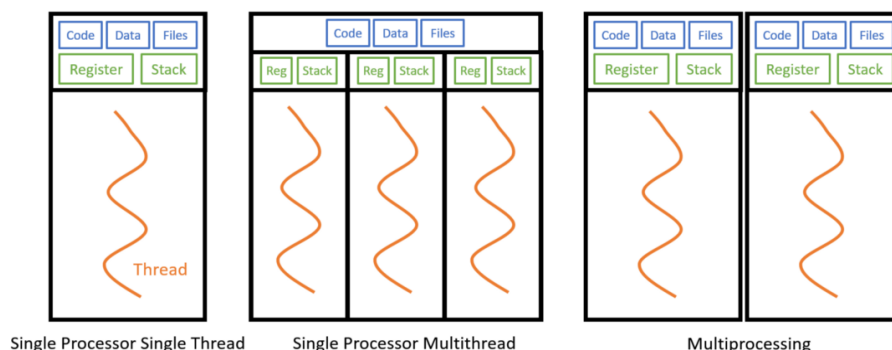 Code Data Files
Register Stack
Thread
Single Processor Single Thread
Code Data Files
Reg Stack Reg Stack Reg Stack
Single Processor Multithread
Code Data Files Code Data Files
Register Stack Register Stack
Multiprocessing